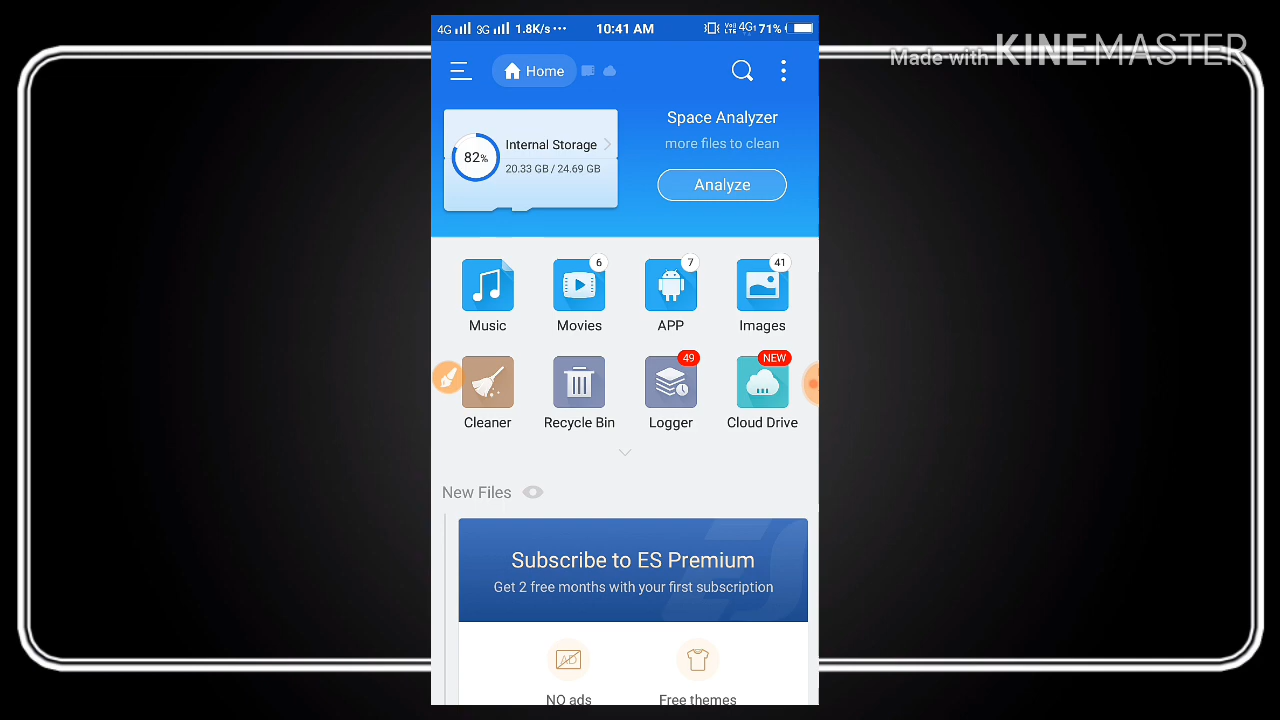 Made with KINEMASTER
4G 3G 1.8K/s ··· 10:41 AM VoLTE 4G 71%
Home
Space Analyzer
more files to clean
Analyze
82%
Internal Storage
20.33 GB / 24.69 GB
6 7 41
Music Movies APP Images
49 NEW
Cleaner Recycle Bin Logger Cloud Drive
New Files
Subscribe to ES Premium
Get 2 free months with your first subscription
AD
NO ads Free themes